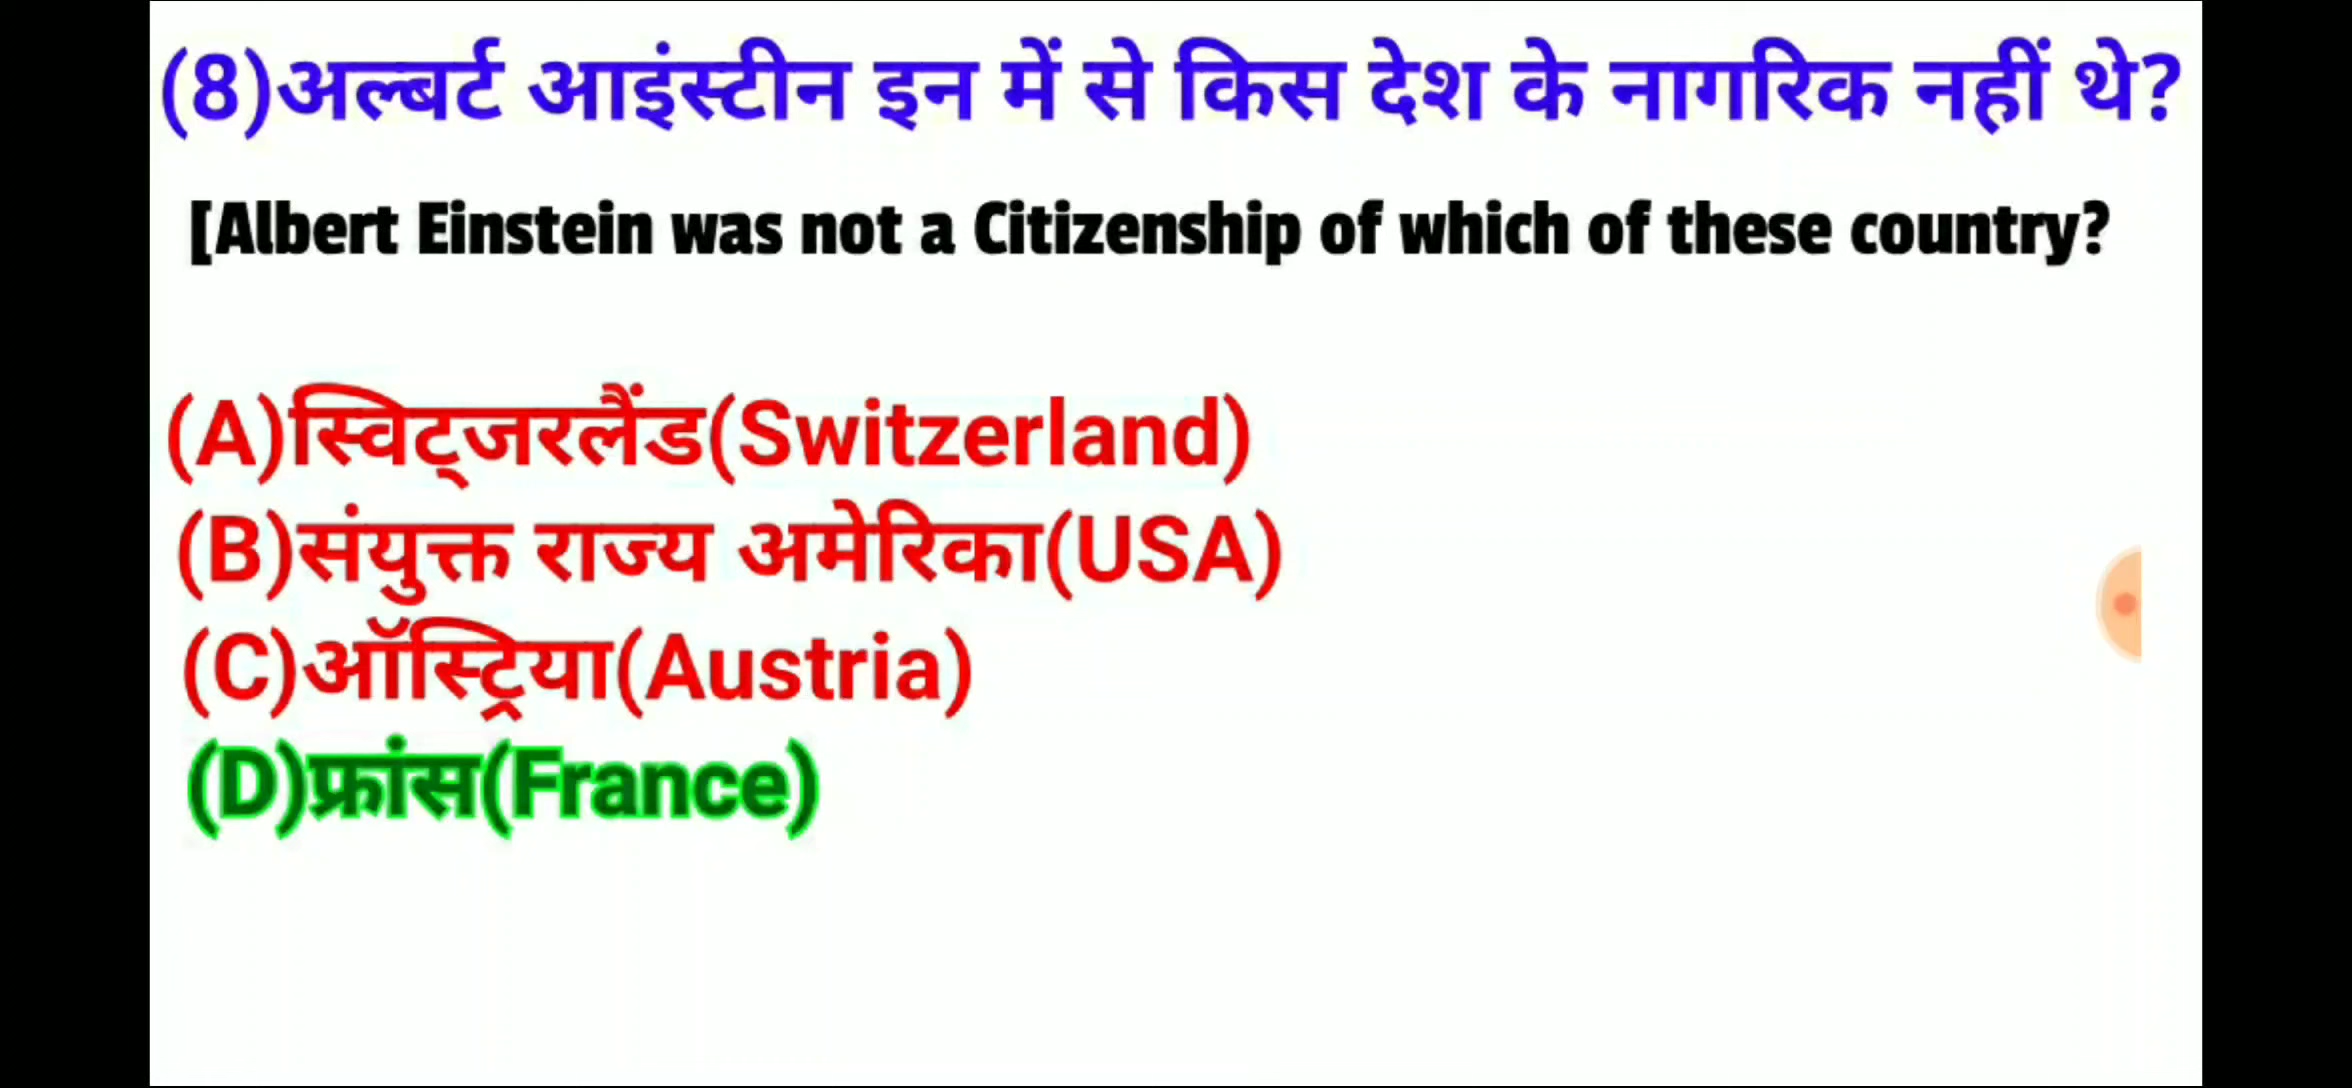 (8)अल्बर्ट आइंस्टीन इन में से किस देश के नागरिक नहीं थे?
[Albert Einstein was not a Citizenship of which of these country?
(A)स्विट्जरलैंड(Switzerland)
(B)संयुक्त राज्य अमेरिका(USA)
(C)ऑस्ट्रिया(Austria)
(D)फ्रांस(France)